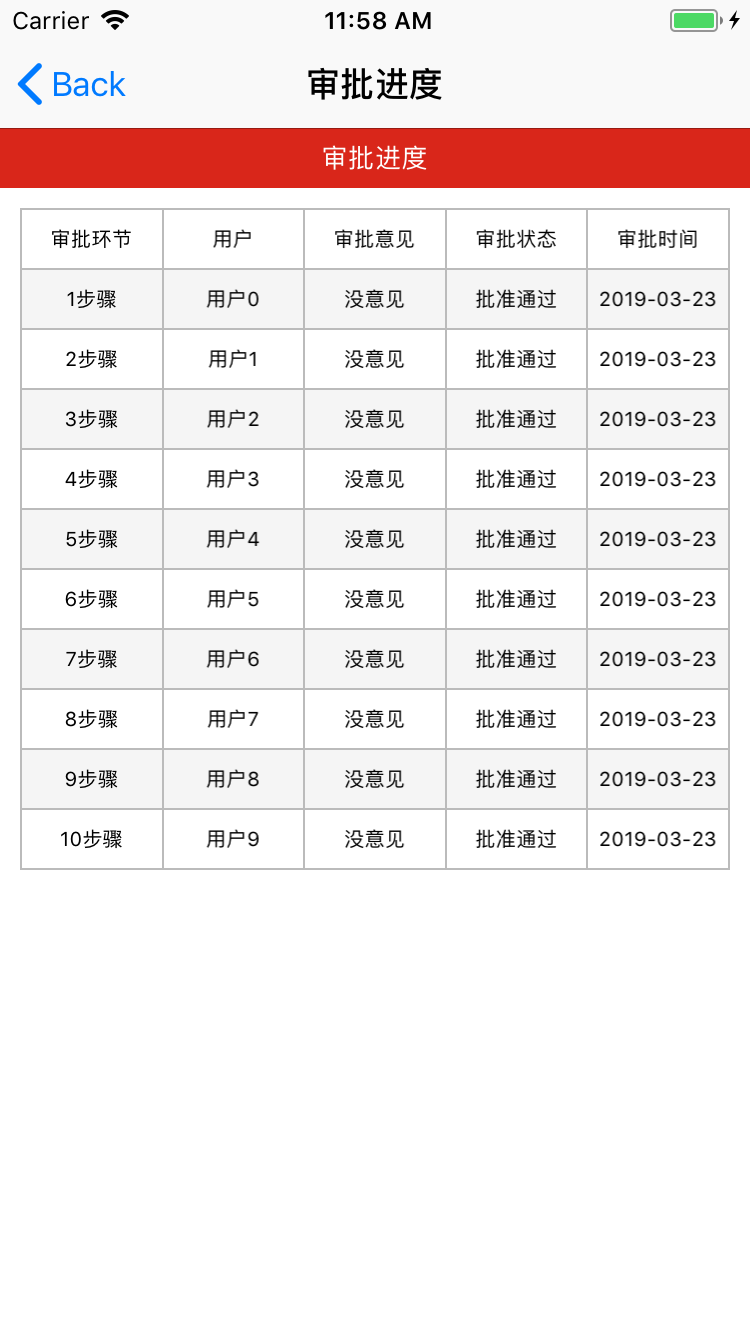 Carrier 11:58 AM
Back 审批进度
审批进度
审批环节 用户 审批意见 审批状态 审批时间
1步骤 用户0 没意见 批准通过 2019-03-23
2步骤 用户1 没意见 批准通过 2019-03-23
3步骤 用户2 没意见 批准通过 2019-03-23
4步骤 用户3 没意见 批准通过 2019-03-23
5步骤 用户4 没意见 批准通过 2019-03-23
6步骤 用户5 没意见 批准通过 2019-03-23
7步骤 用户6 没意见 批准通过 2019-03-23
8步骤 用户7 没意见 批准通过 2019-03-23
9步骤 用户8 没意见 批准通过 2019-03-23
10步骤 用户9 没意见 批准通过 2019-03-23